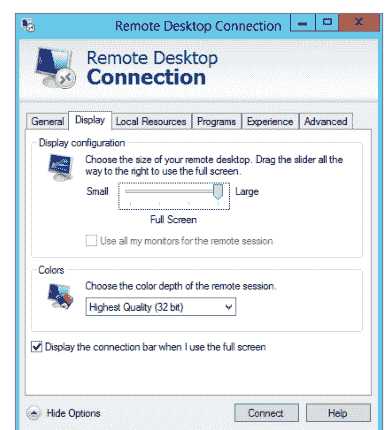 Remote Desktop Connection
Remote Desktop
Connection
General Display Local Resources Programs Experience Advanced
Display configuration
Choose the size of your remote desktop. Drag the slider all the
way to the right to use the full screen.
Small Large
Full Screen
Use all my monitors for the remote session
Colors
Choose the color depth of the remote session.
Highest Quality (32 bit)
Display the connection bar when I use the full screen
Hide Options Connect Help